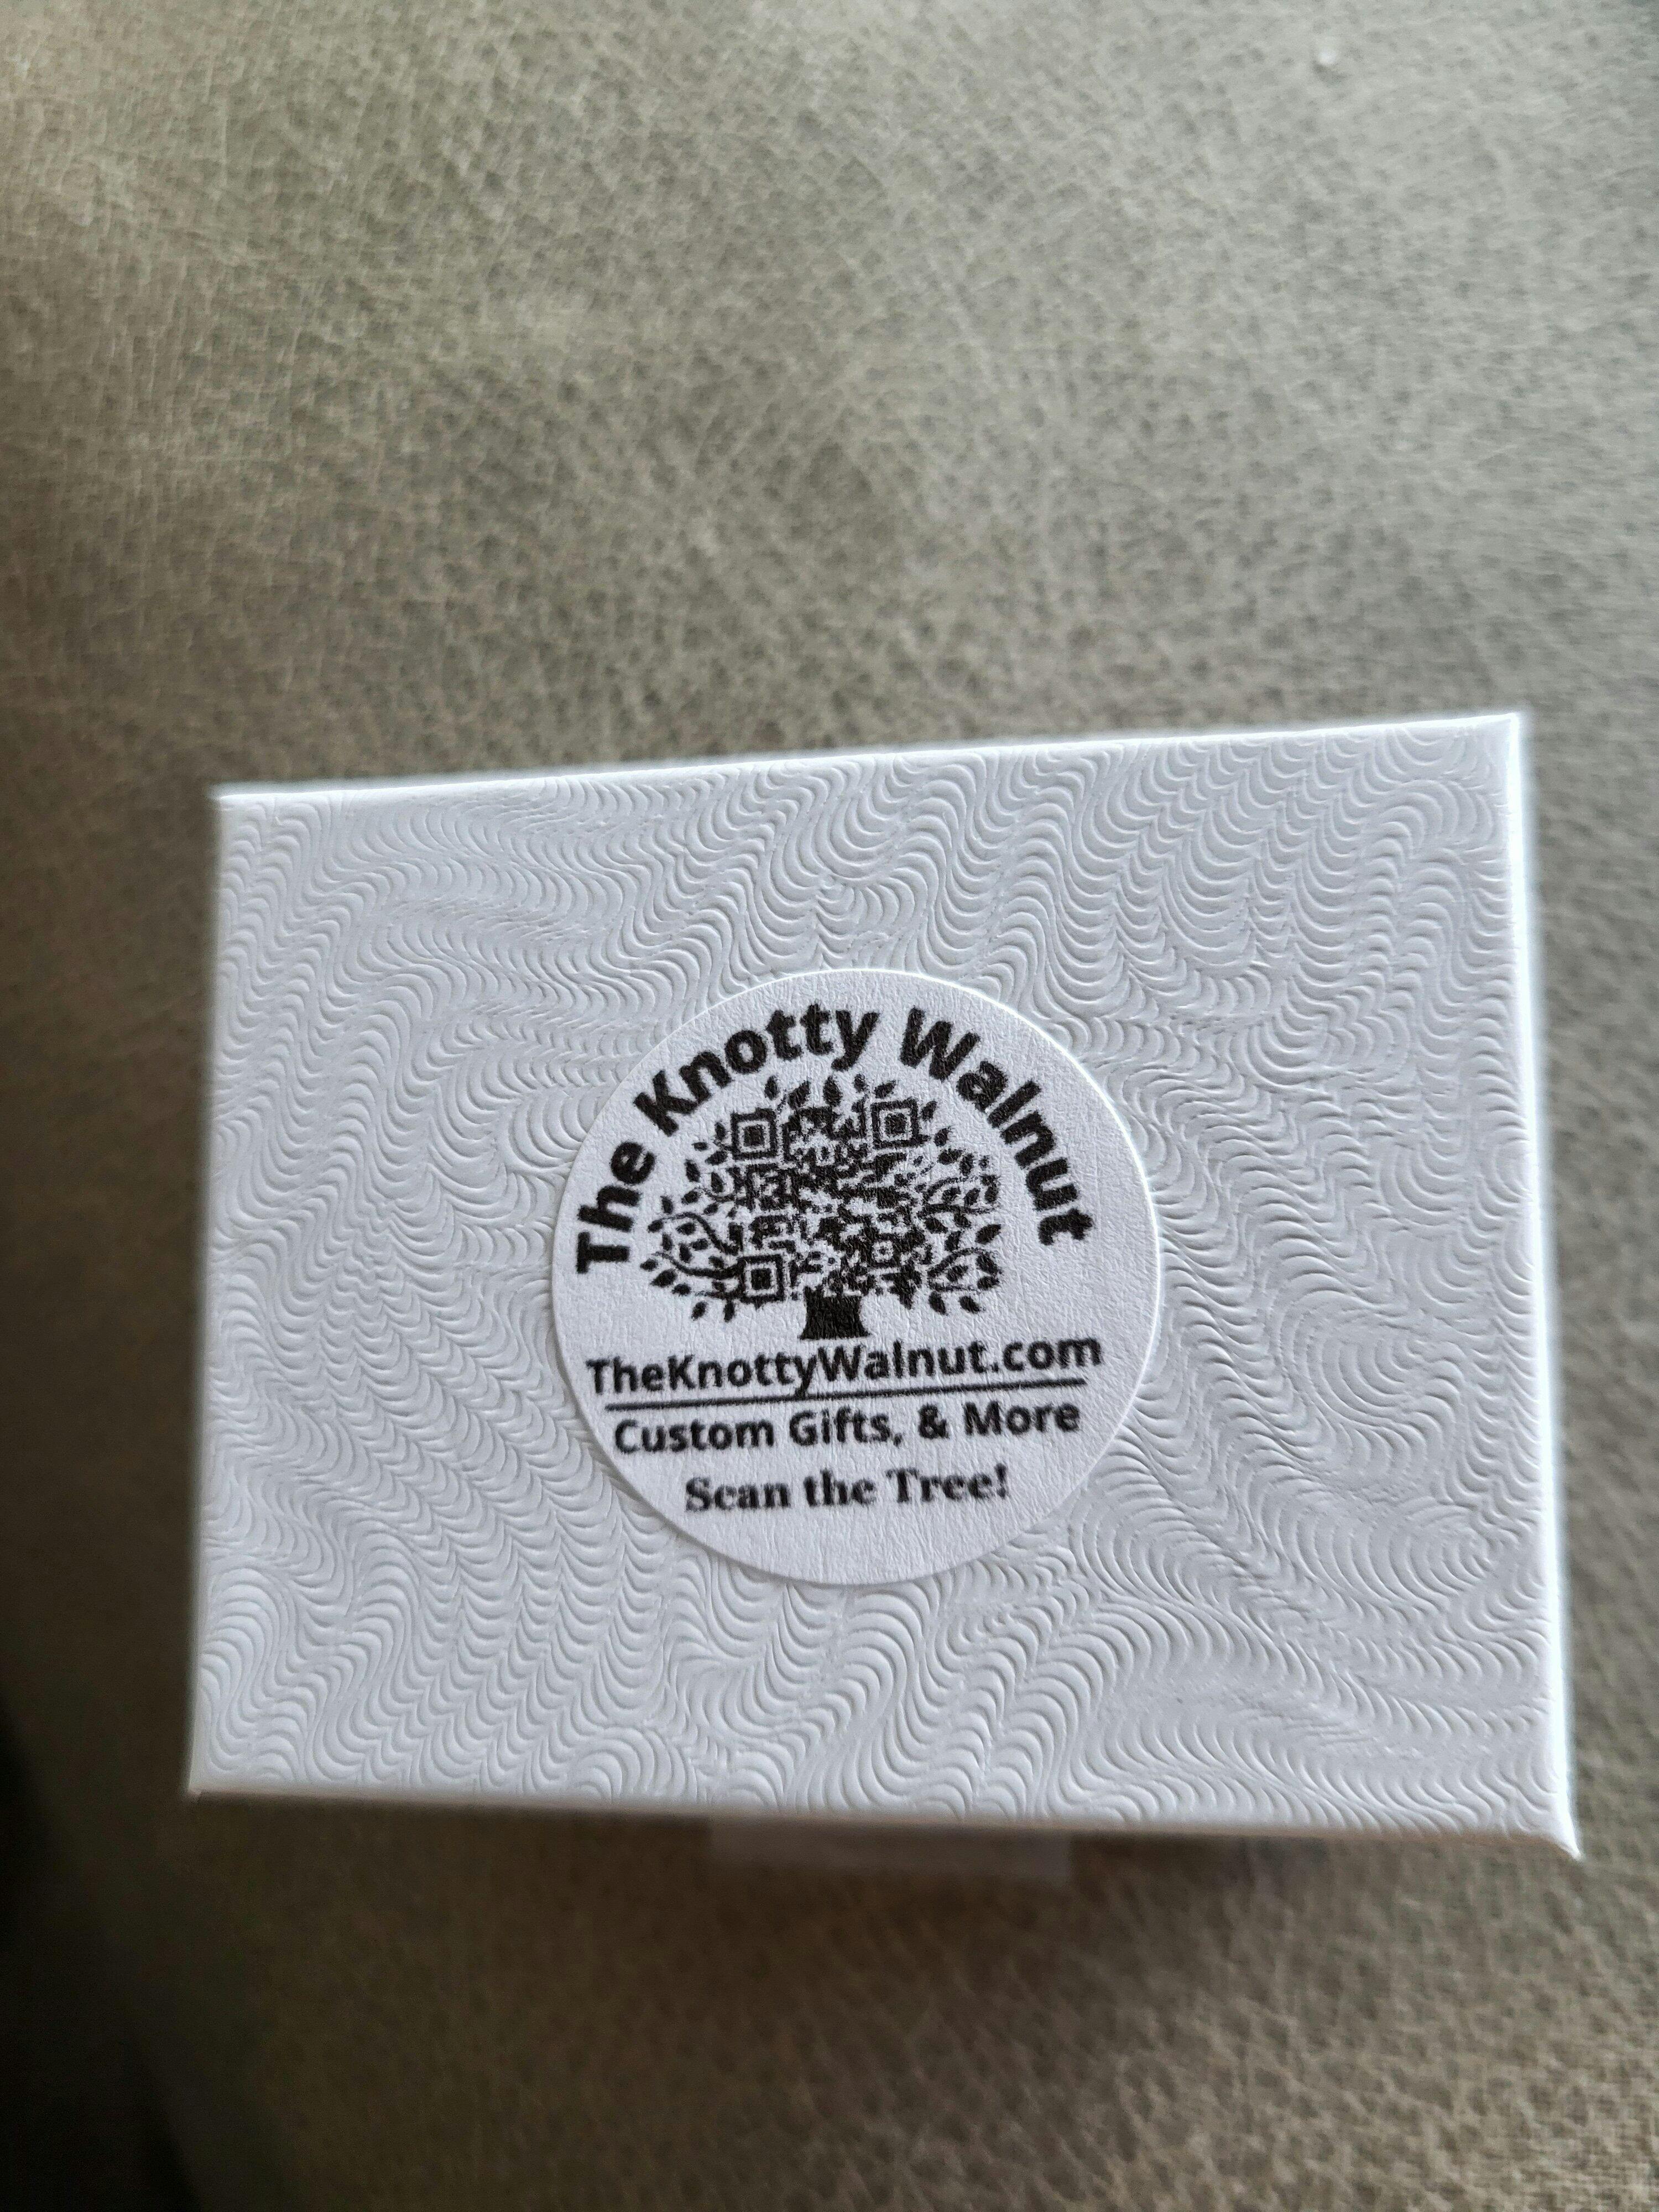 The Knotty Walnut
TheKnottyWalnut.com
Custom Gifts, & More
Scan the Tree!